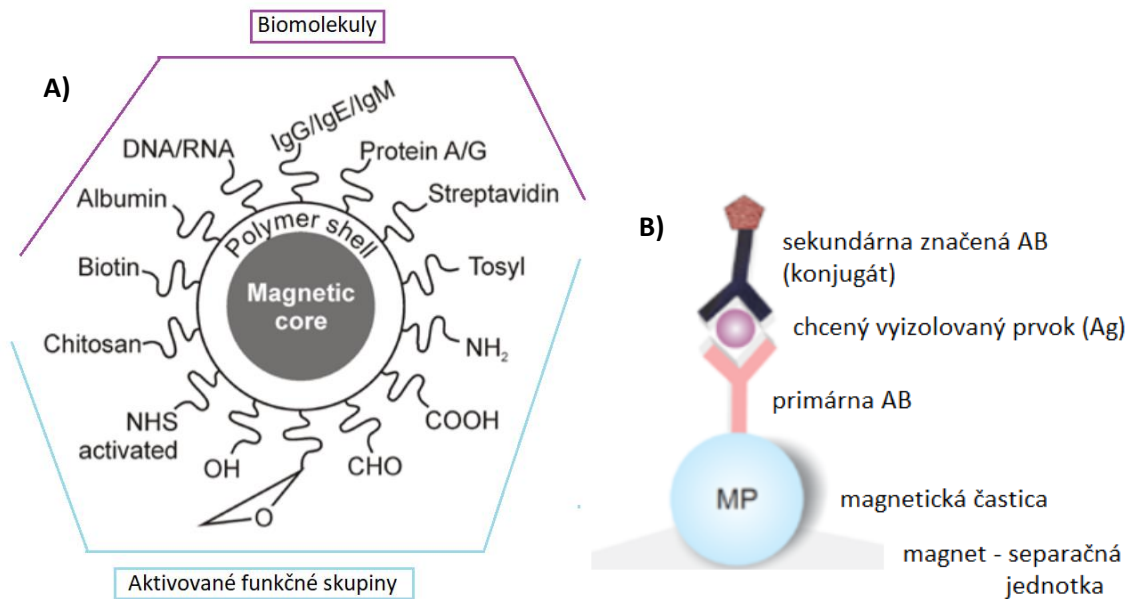 Biomolekuly
A)
IgG/IgE/IgM
DNA/RNA
Protein A/G
Albumin
Streptavidin
Polymer shell
Biotin
Tosyl
Magnetic
core
Chitosan
NH₂
NHS
activated
COOH
OH
CHO
O
Aktivované funkčné skupiny
B)
sekundárna značená AB
(konjugát)
chcený vyizolovaný prvok (Ag)
primárna AB
MP
magnetická častica
magnet - separačná
jednotka